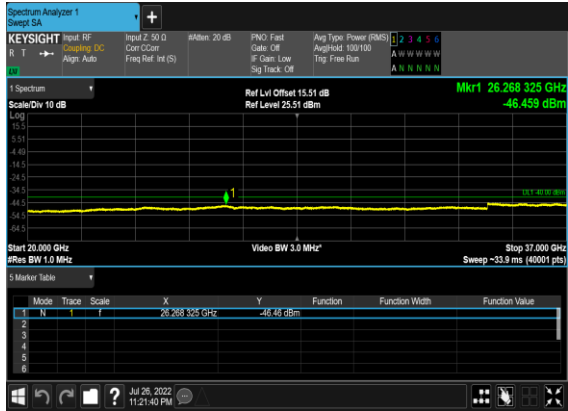 Spectrum Analyzer 1
Swept SA
+
KEYSIGHT Input: RF Input Z: 50 Ω #Atten: 20 dB PNO: Fast Avg Type: Power (RMS) 1 2 3 4 5 6
R T Coupling: DC Corr CCorr Gate: Off Avg|Hold: 100/100 A W W W W W
Align: Auto Freq Ref: Int (S) IF Gain: Low Trig: Free Run
LU Sig Track: Off A N N N N N
1 Spectrum Ref Lvl Offset 15.51 dB Mkr1 26.268 325 GHz
Scale/Div 10 dB Ref Level 25.51 dBm -46.459 dBm
Log
15.5
5.51
-4.49
-14.5
-24.5
-34.5 1 DL1 -40.00 dBm
-44.5
-54.5
-64.5
Start 20.000 GHz Video BW 3.0 MHz* Stop 37.000 GHz
#Res BW 1.0 MHz Sweep ~33.9 ms (40001 pts)
5 Marker Table
Mode Trace Scale X Y Function Function Width Function Value
1 N 1 f 26.268 325 GHz -46.46 dBm
2
3
4
5
6
? Jul 26, 2022
11:21:40 PM